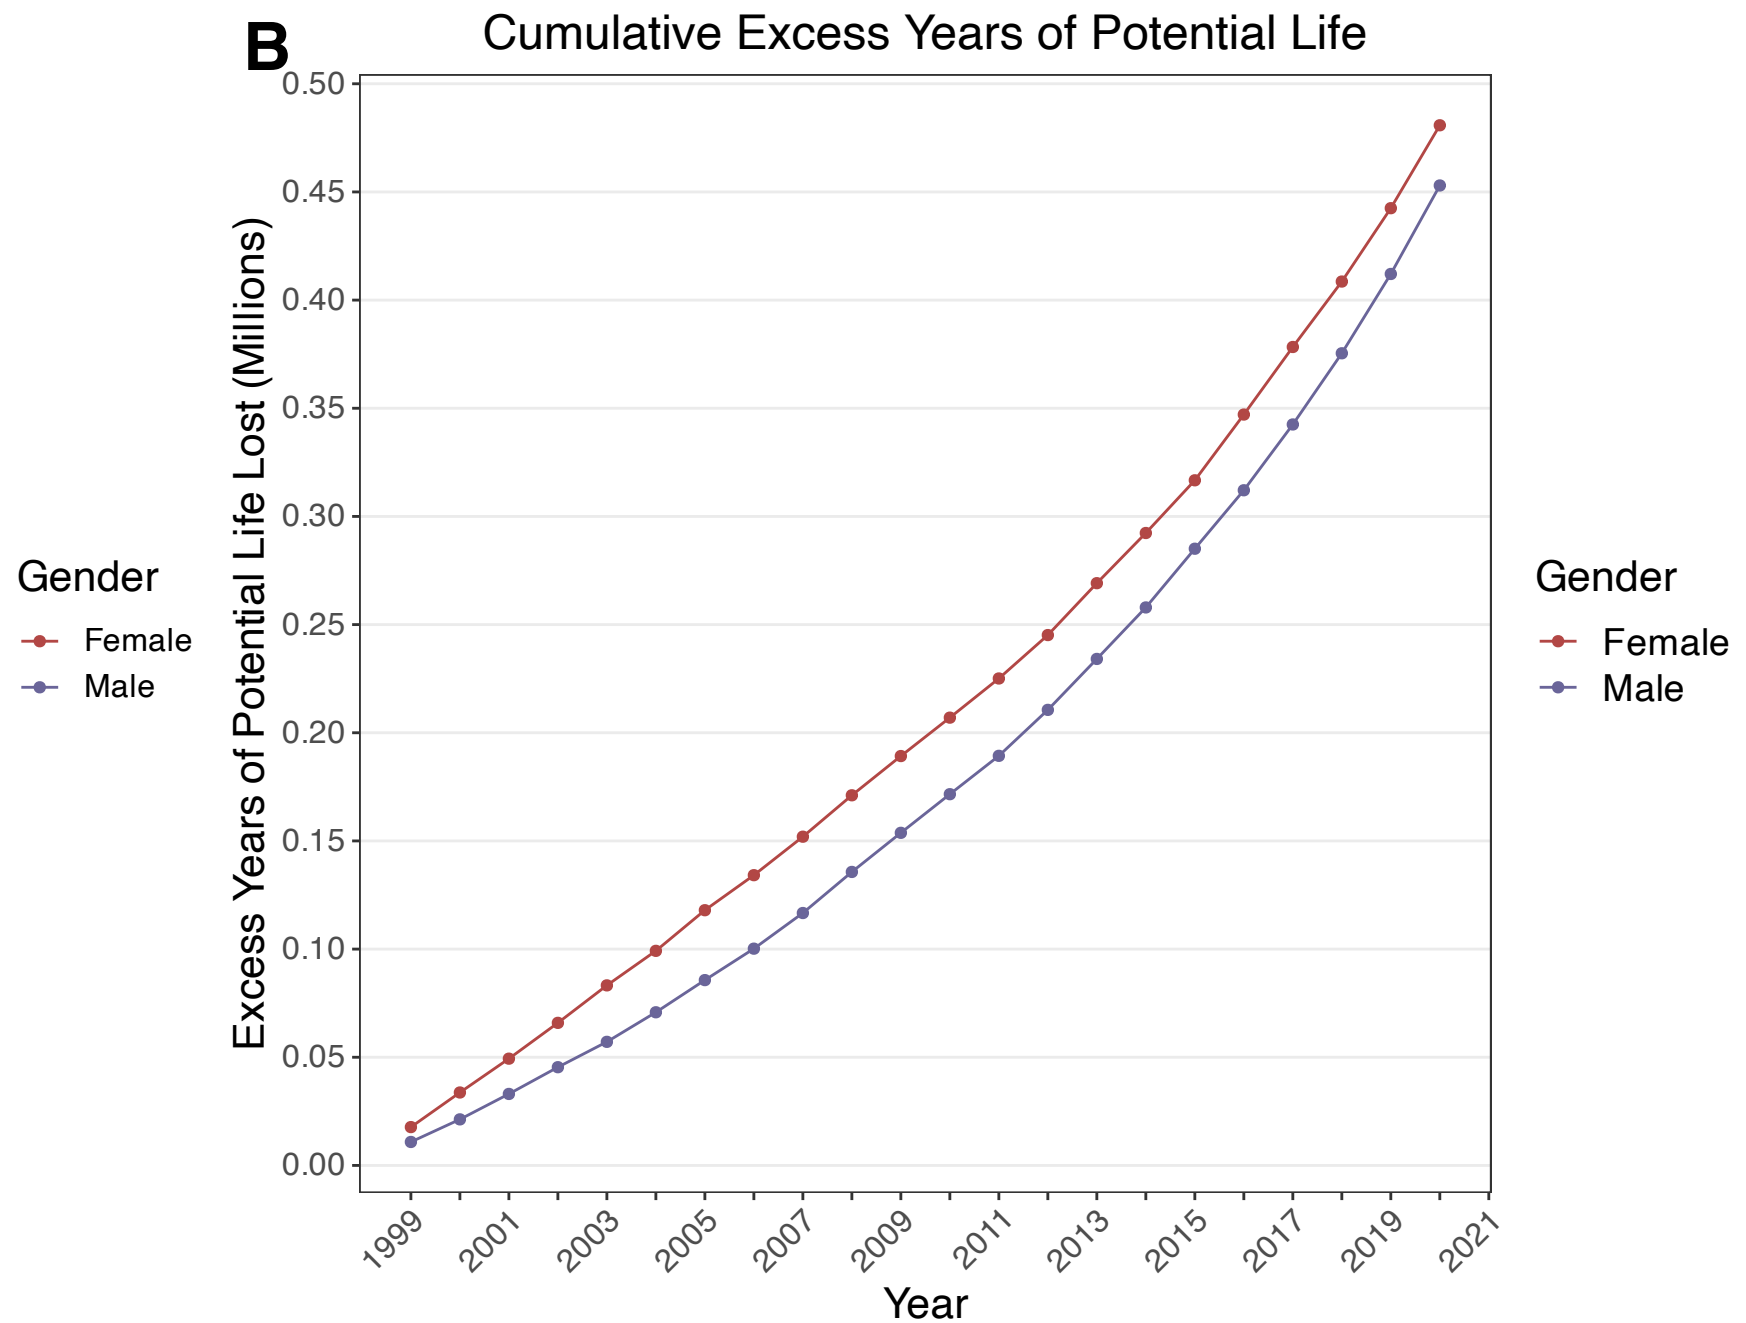 B
Cumulative Excess Years of Potential Life
Excess Years of Potential Life Lost (Millions)
0.50
0.45
0.40
0.35
0.30
0.25
0.20
0.15
0.10
0.05
0.00
1999
2001
2003
2005
2007
2009
2011
2013
2015
2017
2019
2021
Year
Gender
Female
Male
Gender
Female
Male